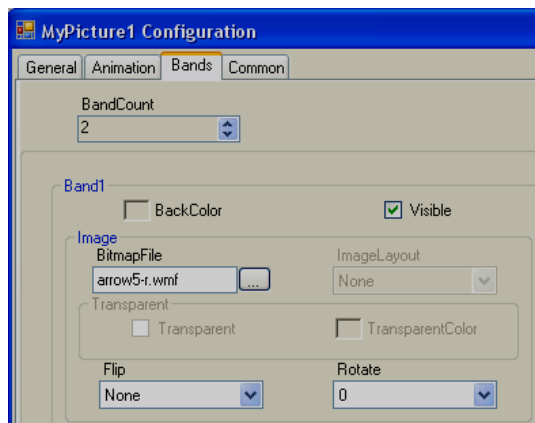 MyPicture1 Configuration
General Animation Bands Common
BandCount
2
Band1
BackColor Visible
Image
BitmapFile ImageLayout
arrow5-r.wmf ... None
Transparent
Transparent TransparentColor
Flip Rotate
None 0